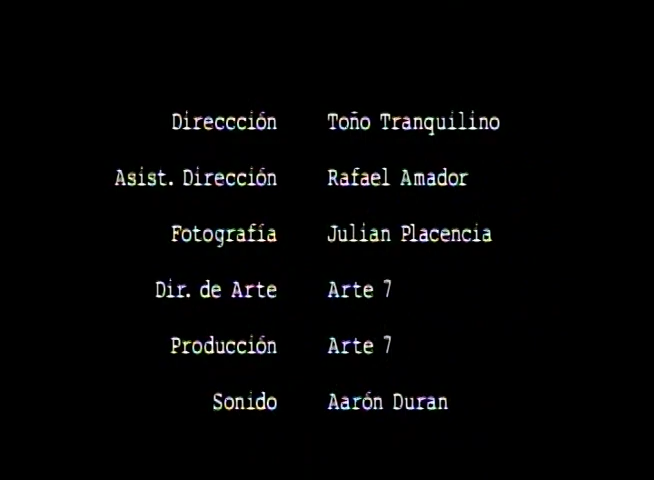 Direccción Toño Tranquilino
Asist. Dirección Rafael Amador
Fotografía Julian Placencia
Dir. de Arte Arte 7
Producción Arte 7
Sonido Aarón Duran